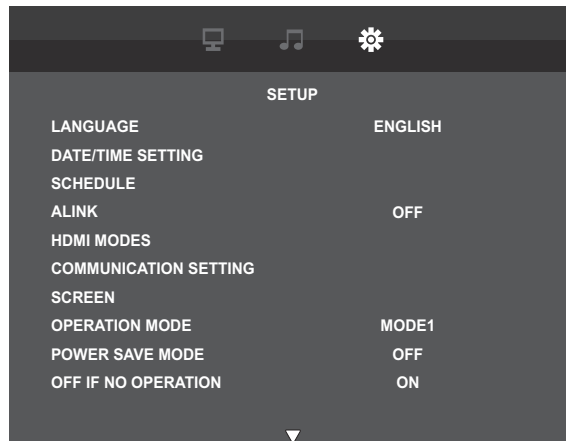 SETUP
LANGUAGE ENGLISH
DATE/TIME SETTING
SCHEDULE
ALINK OFF
HDMI MODES
COMMUNICATION SETTING
SCREEN
OPERATION MODE MODE1
POWER SAVE MODE OFF
OFF IF NO OPERATION ON